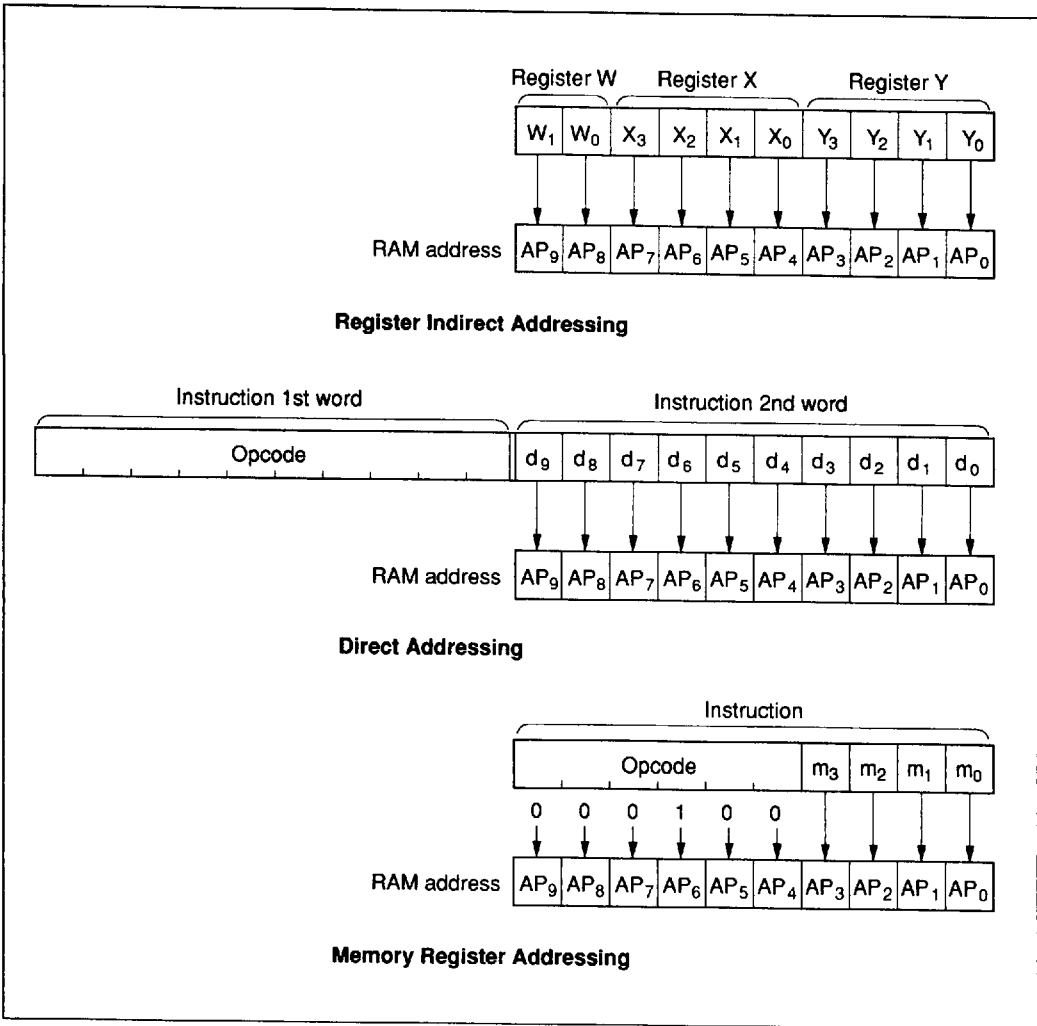 Register W Register X Register Y
W1 W0 X3 X2 X1 X0 Y3 Y2 Y1 Y0
RAM address AP9 AP8 AP7 AP6 AP5 AP4 AP3 AP2 AP1 AP0
Register Indirect Addressing
Instruction 1st word Instruction 2nd word
Opcode d9 d8 d7 d6 d5 d4 d3 d2 d1 d0
RAM address AP9 AP8 AP7 AP6 AP5 AP4 AP3 AP2 AP1 AP0
Direct Addressing
Instruction
Opcode m3 m2 m1 m0
0 0 0 1 0 0
RAM address AP9 AP8 AP7 AP6 AP5 AP4 AP3 AP2 AP1 AP0
Memory Register Addressing